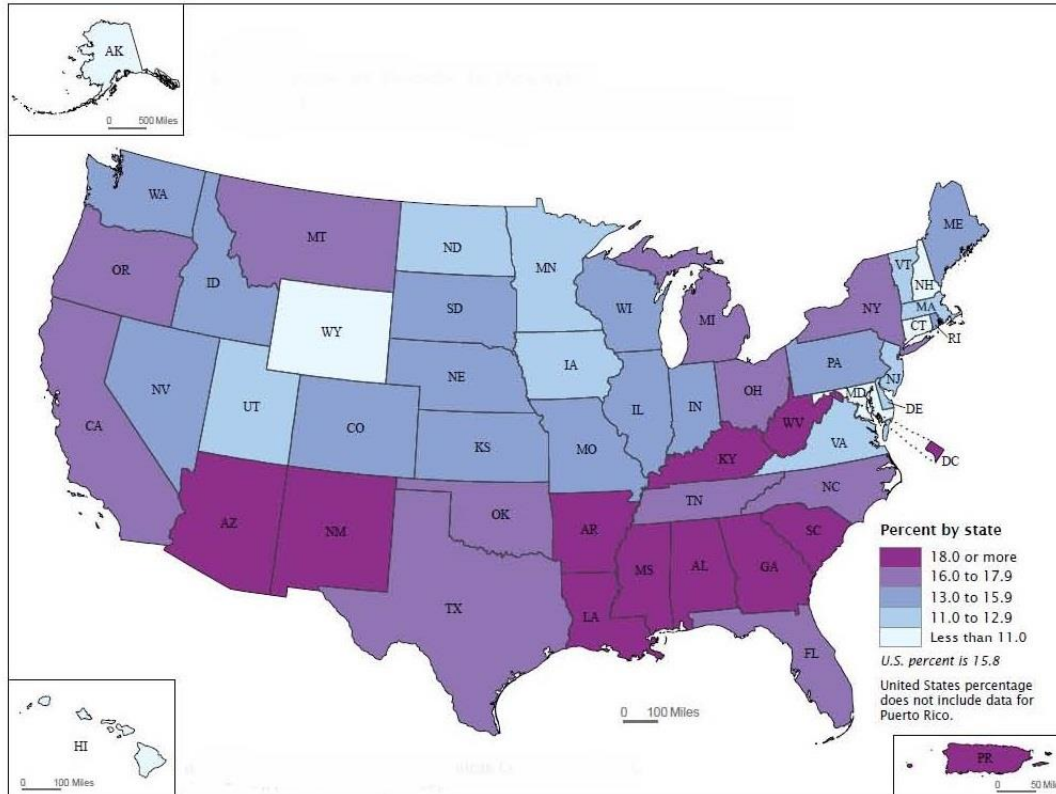 AK
0 500 Miles
WA
MT
ND
MN
ME
OR
ID
SD
WI
VT
NH
NY
MA
MI
CT
RI
WY
NE
IA
PA
NJ
NV
UT
CO
IL
IN
OH
MD
DE
CA
KS
MO
WV
VA
DC
KY
AZ
NM
OK
AR
TN
NC
SC
MS
AL
GA
TX
LA
FL
Percent by state
18.0 or more
16.0 to 17.9
13.0 to 15.9
11.0 to 12.9
Less than 11.0
U.S. percent is 15.8
United States percentage
does not include data for
Puerto Rico.
0 100 Miles
HI
0 100 Miles
PR
0 50 Miles